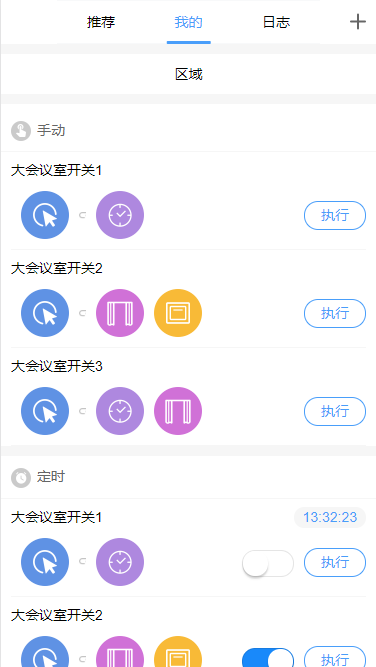 推荐 我的 日志
区域
手动
大会议室开关1
执行
大会议室开关2
执行
大会议室开关3
执行
定时
大会议室开关1 13:32:23
执行
大会议室开关2
执行